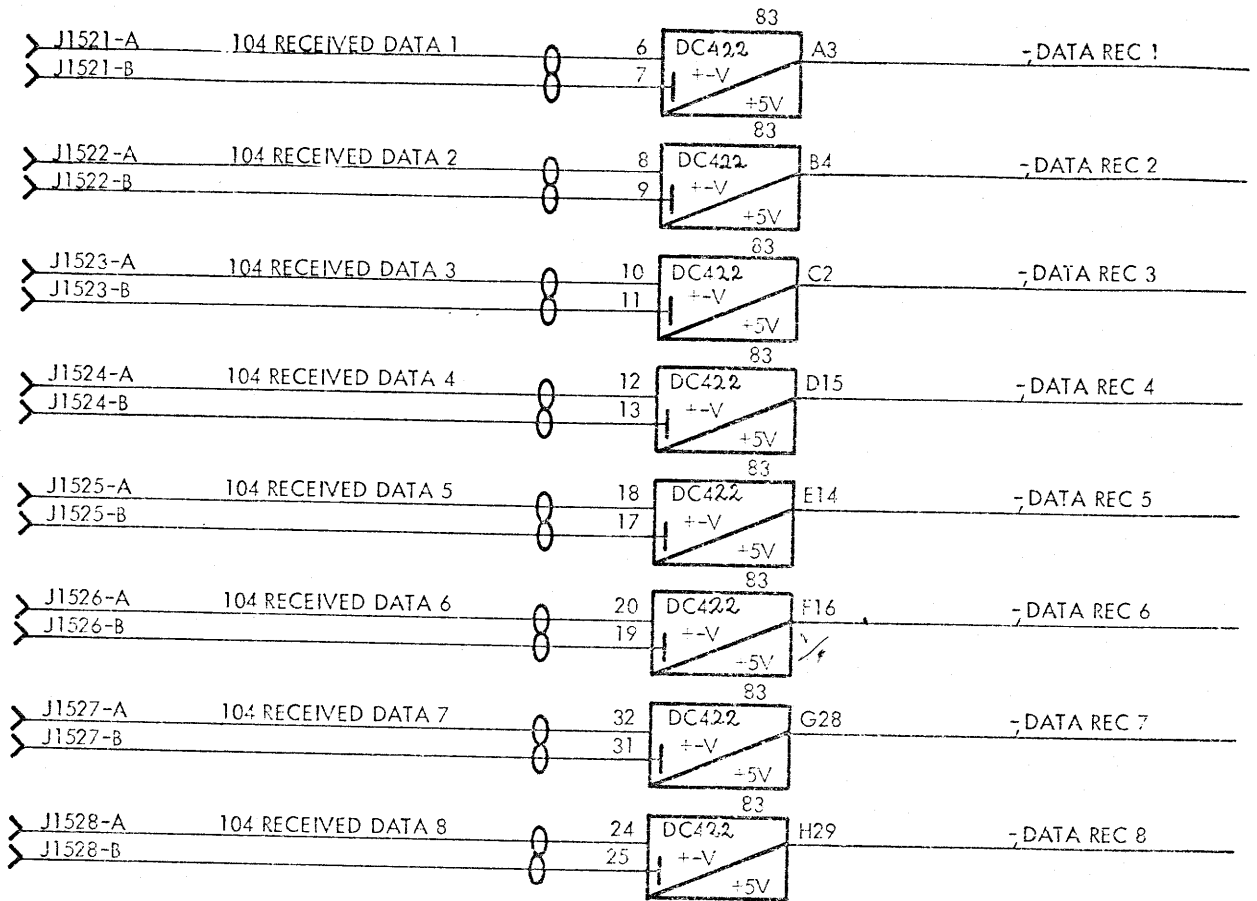 83
J1521-A 104 RECEIVED DATA 1 6 DC422 A3 -,DATA REC 1
J1521-B 7 +-V
+5V
83
J1522-A 104 RECEIVED DATA 2 8 DC422 B4 -,DATA REC 2
J1522-B 9 +-V
+5V
83
J1523-A 104 RECEIVED DATA 3 10 DC422 C2 -,DATA REC 3
J1523-B 11 +-V
+5V
83
J1524-A 104 RECEIVED DATA 4 12 DC422 D15 -,DATA REC 4
J1524-B 13 +-V
+5V
83
J1525-A 104 RECEIVED DATA 5 18 DC422 E14 -,DATA REC 5
J1525-B 17 +-V
+5V
83
J1526-A 104 RECEIVED DATA 6 20 DC422 F16 -,DATA REC 6
J1526-B 19 +-V
+5V
83
J1527-A 104 RECEIVED DATA 7 32 DC422 G28 -,DATA REC 7
J1527-B 31 +-V
+5V
83
J1528-A 104 RECEIVED DATA 8 24 DC422 H29 -,DATA REC 8
J1528-B 25 +-V
+5V